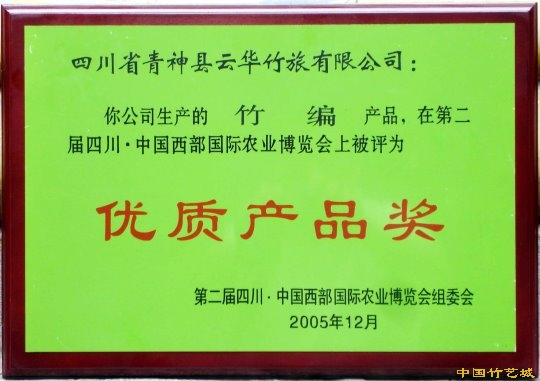 四川省青神县云华竹旅有限公司：
你公司生产的 竹 编 产品，在第二
届四川·中国西部国际农业博览会上被评为
优质产品奖
第二届四川·中国西部国际农业博览会组委会
2005年12月
中国竹艺城